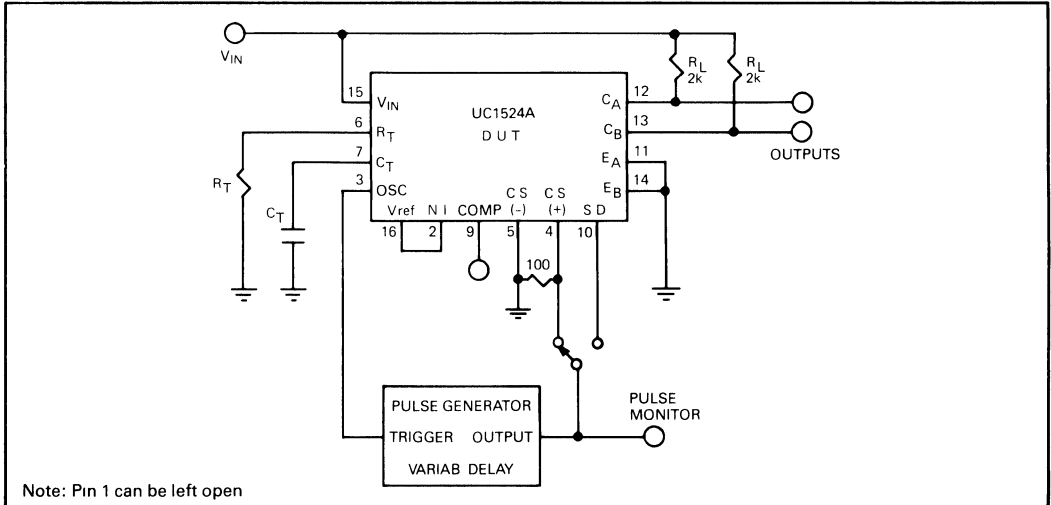 VIN
RL
2k
RL
2k
15
VIN
UC1524A
DUT
CA
12
6
RT
CB
13
OUTPUTS
7
CT
EA
11
3
OSC
EB
14
RT
CT
Vref
NI
COMP
CS
(-)
CS
(+)
SD
16
2
9
5
4
10
100
PULSE GENERATOR
TRIGGER OUTPUT
VARIAB DELAY
PULSE
MONITOR
Note: Pin 1 can be left open